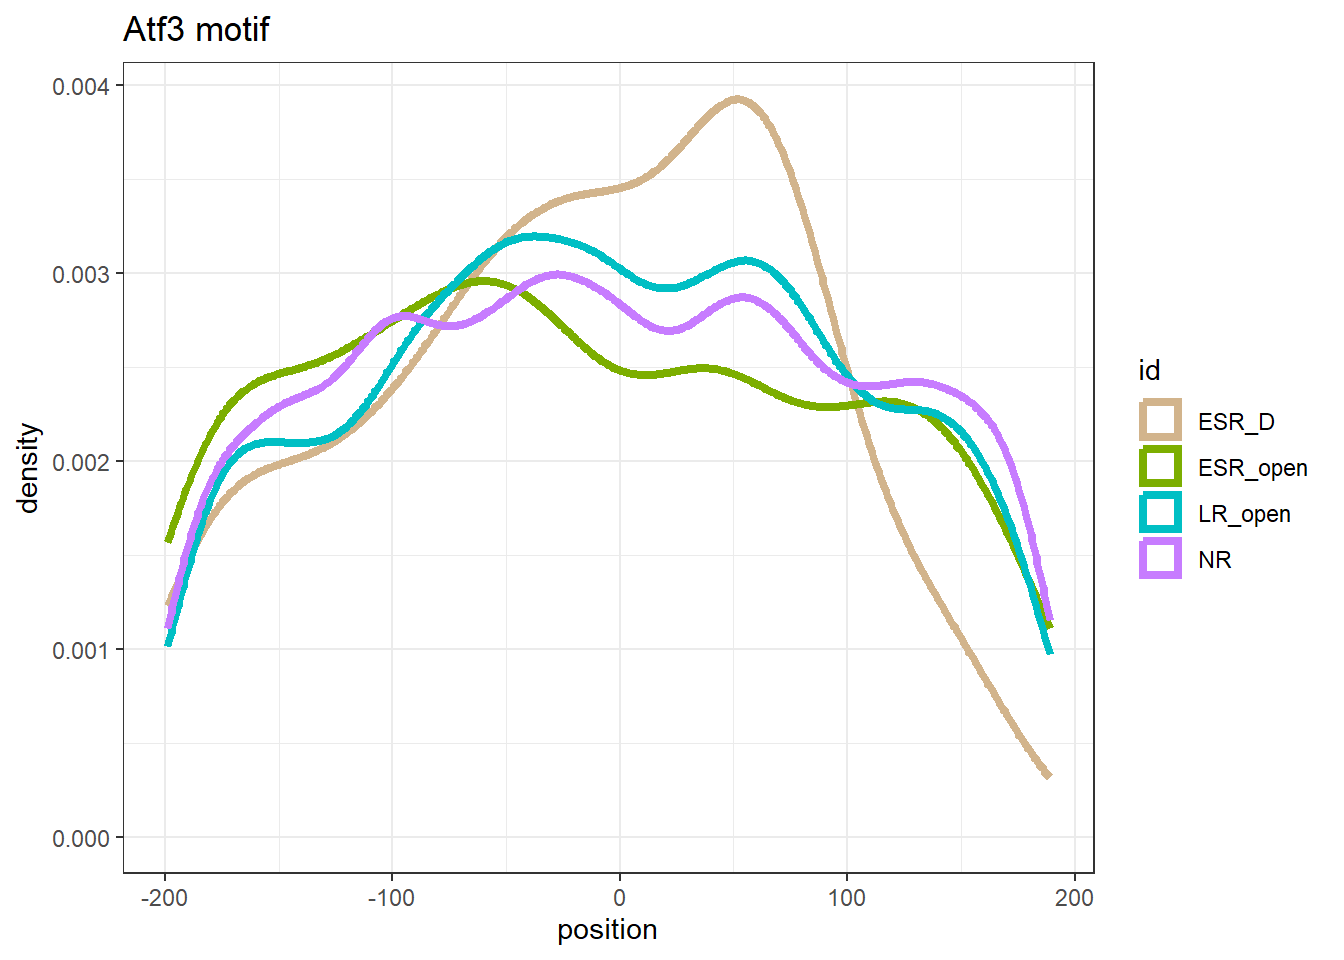 Atf3 motif
0.004
0.003
0.002
0.001
0.000
density
-200
-100
0
100
200
position
id
ESR_D
ESR_open
LR_open
NR